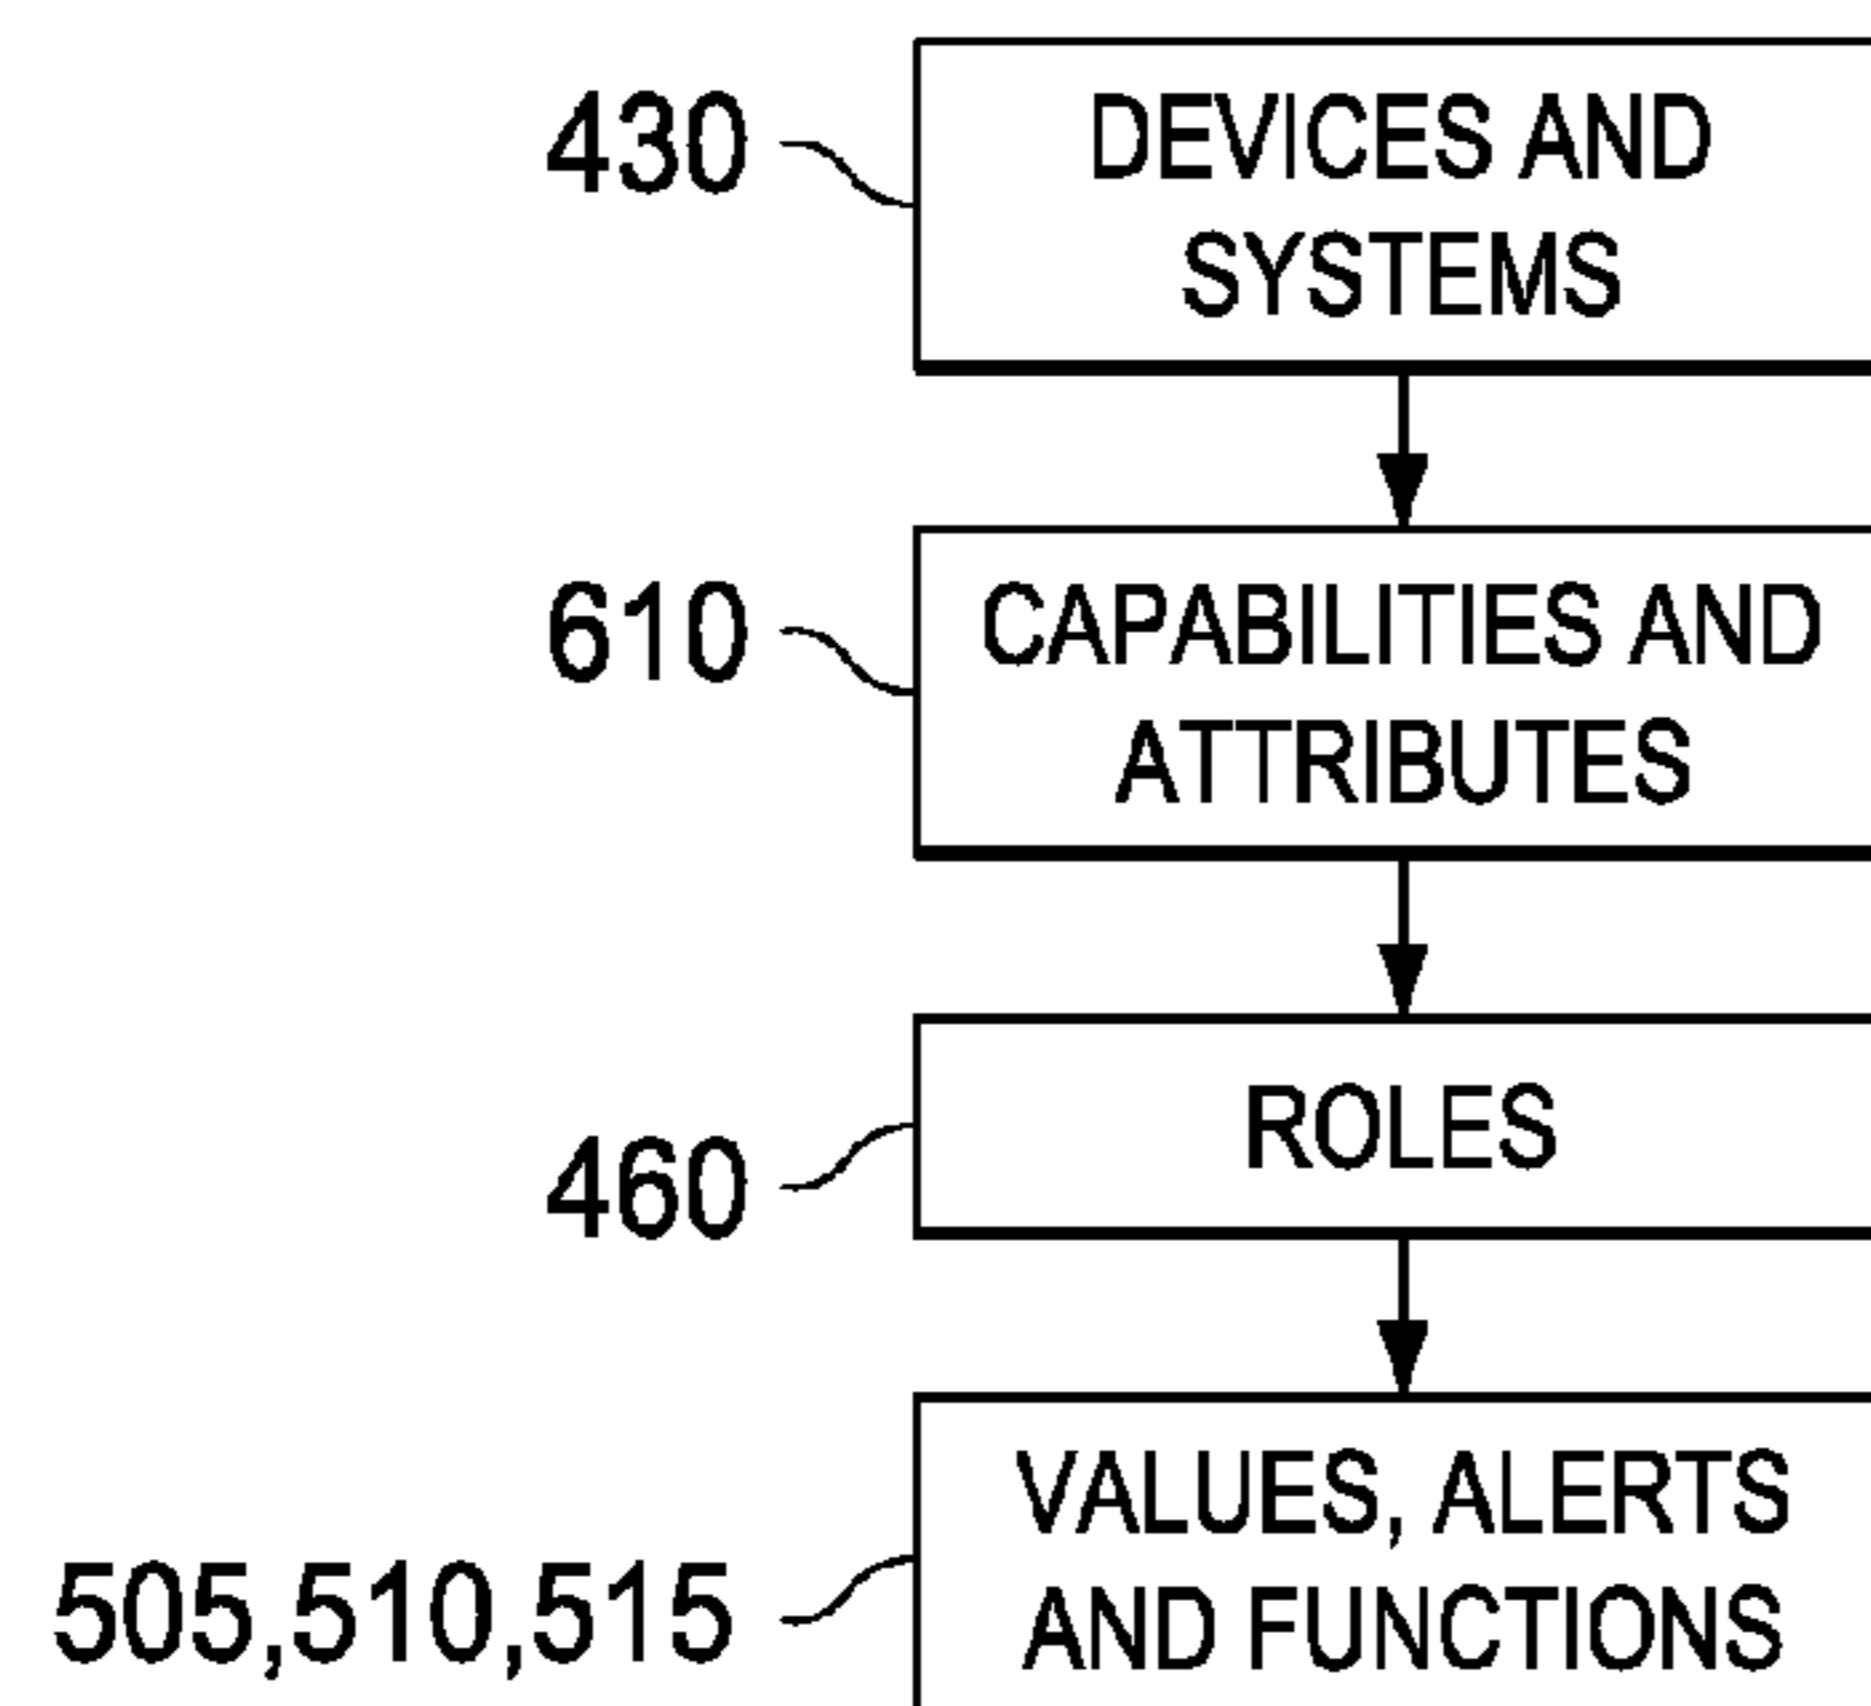 430
DEVICES AND
SYSTEMS
610
CAPABILITIES AND
ATTRIBUTES
ROLES
460
VALUES, ALERTS
AND FUNCTIONS
505,510,515